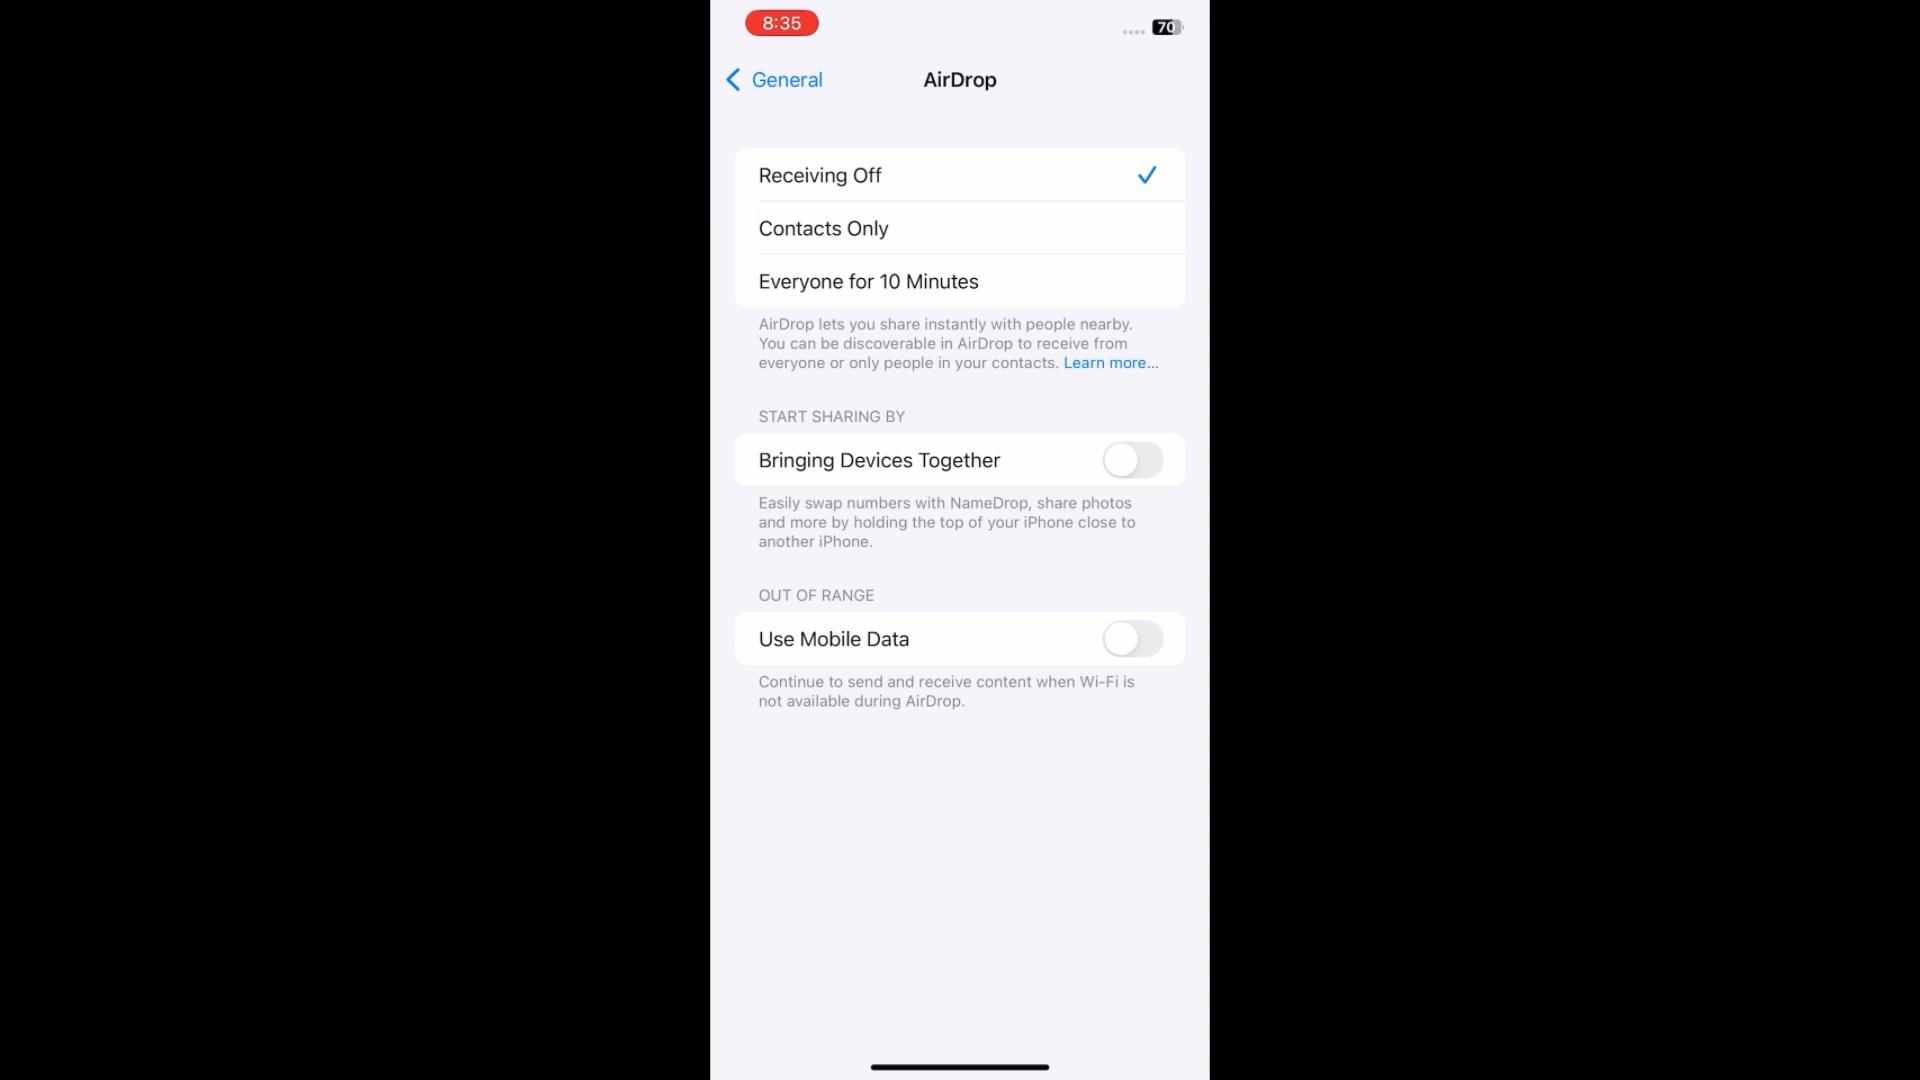 8:35
70
General
AirDrop
Receiving Off
Contacts Only
Everyone for 10 Minutes
AirDrop lets you share instantly with people nearby.
You can be discoverable in AirDrop to receive from
everyone or only people in your contacts. Learn more...
START SHARING BY
Bringing Devices Together
Easily swap numbers with NameDrop, share photos
and more by holding the top of your iPhone close to
another iPhone.
OUT OF RANGE
Use Mobile Data
Continue to send and receive content when Wi-Fi is
not available during AirDrop.